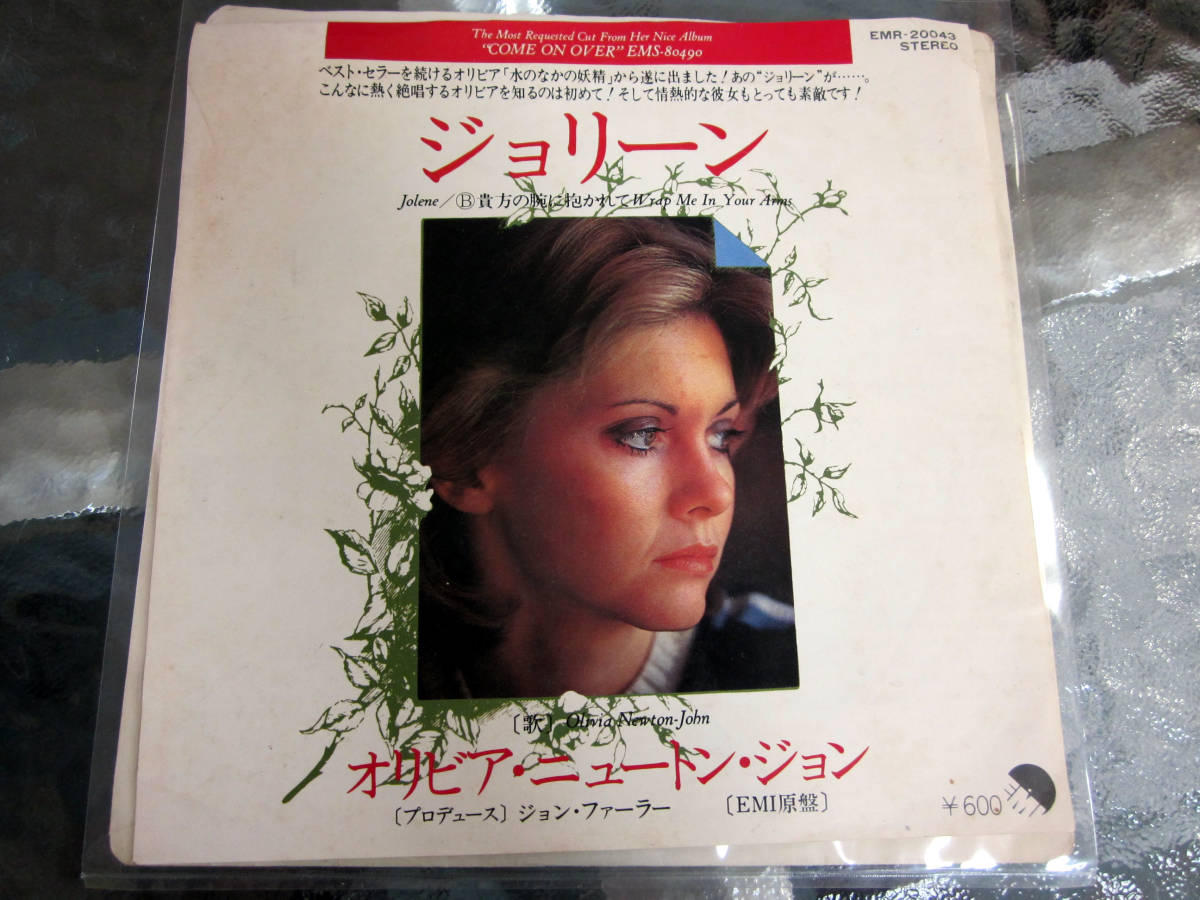 The Most Requested Cut From Her Nice Album
"COME ON OVER" EMS-80490
EMR-20043
STEREO
ベスト・セラーを続けるオリビア「水のなかの妖精」から遂に出ました!あの“ジョリーン”が……。
こんなに熱く絶唱するオリビアを知るのは初めて!そして情熱的な彼女もとっても素敵です!
ジョリーン
Jolene/Ⓑ貴方の腕に抱かれてWrap Me In Your Arms
〔歌〕Olivia Newton-John
オリビア・ニュートン・ジョン
〔プロデュース〕ジョン・ファーラー 〔EMI原盤〕
¥600
EMI